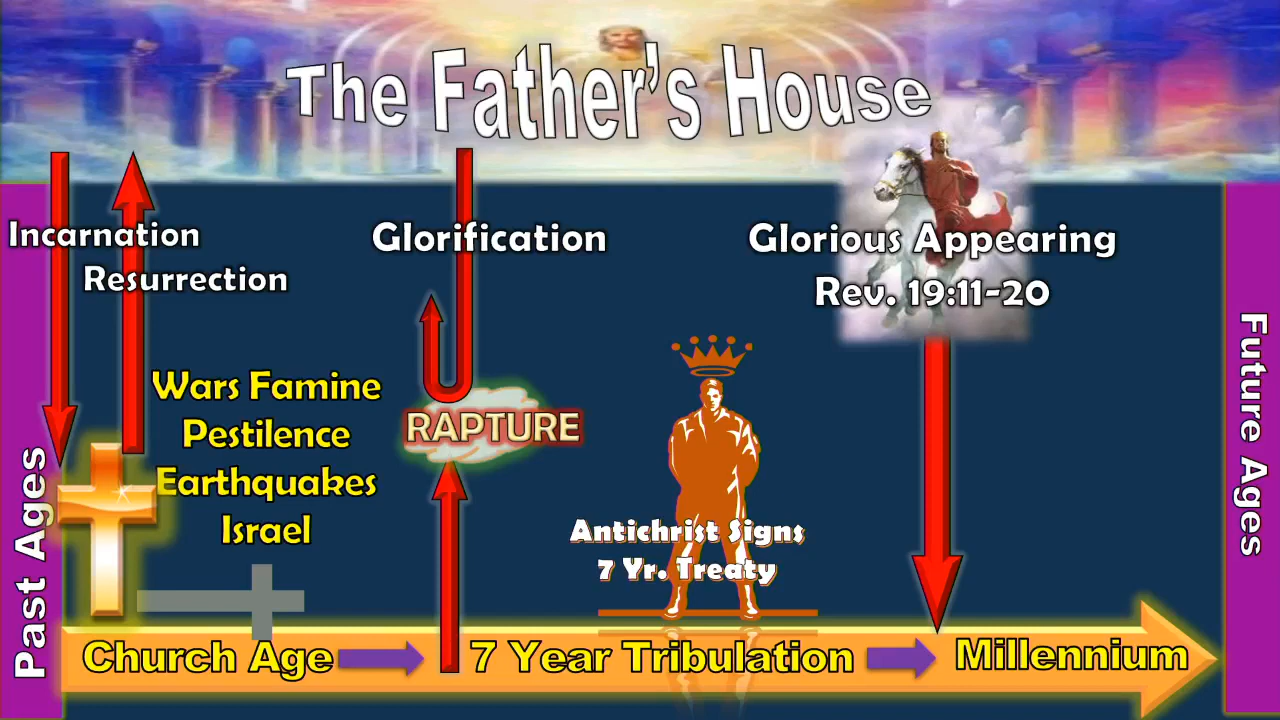 The Father's House
Incarnation
Resurrection
Glorification
Glorious Appearing
Rev. 19:11-20
Wars Famine
Pestilence
Earthquakes
Israel
RAPTURE
Antichrist Signs
7 Yr. Treaty
Past Ages
Future Ages
Church Age
7 Year Tribulation
Millennium